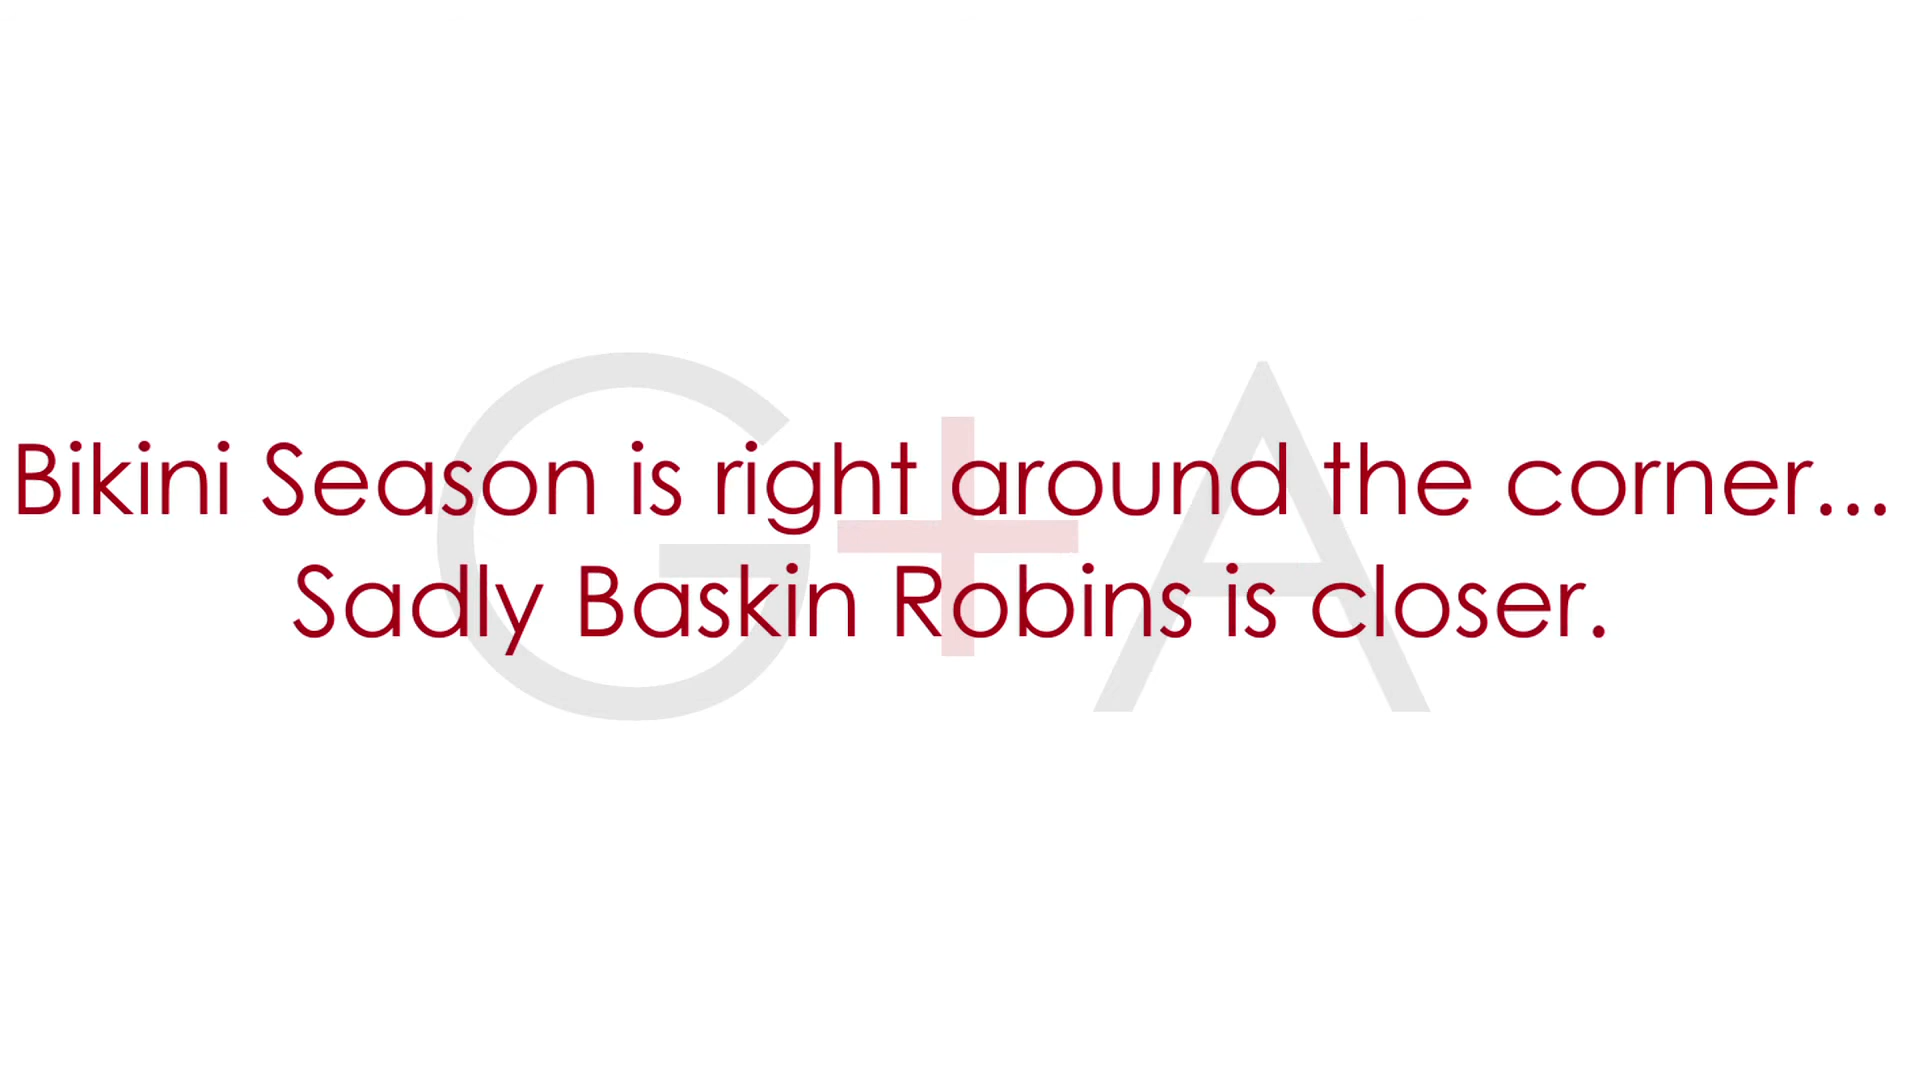 Bikini Season is right around the corner...
Sadly Baskin Robins is closer.
G+A